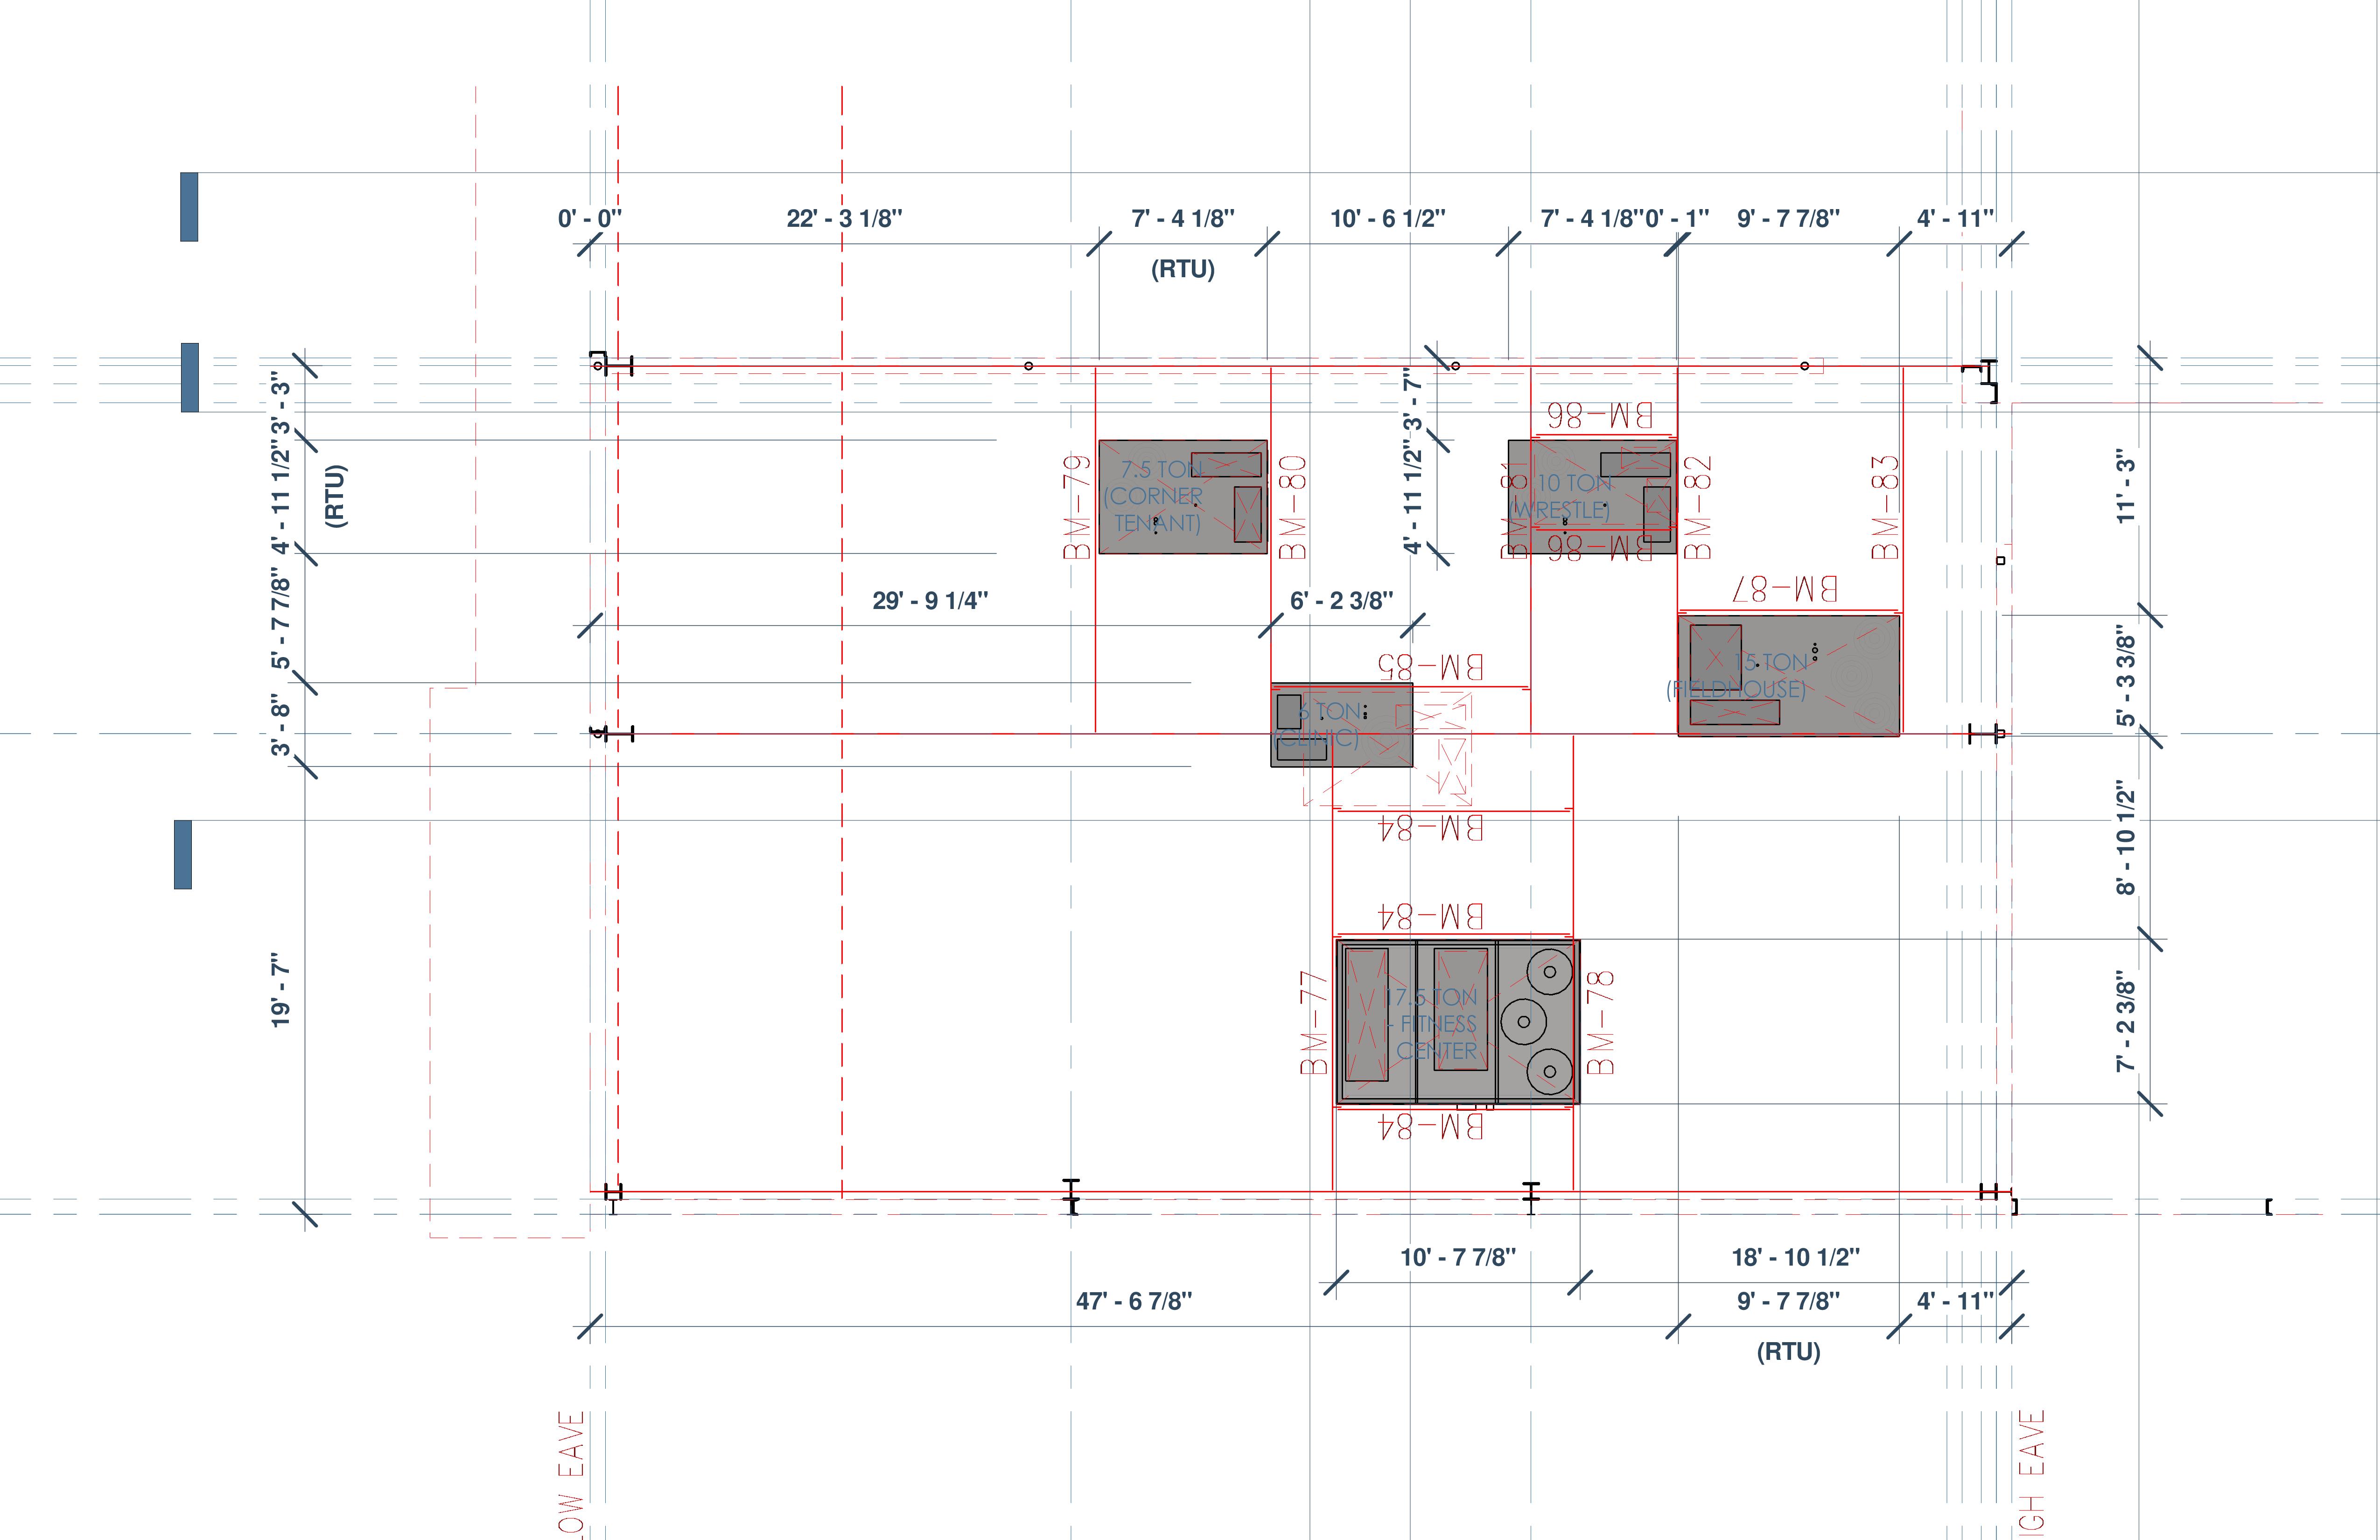 0' - 0" 22' - 3 1/8" 7' - 4 1/8" 10' - 6 1/2" 7' - 4 1/8" 0' - 1" 9' - 7 7/8" 4' - 11"
(RTU)
3' - 3"
4' - 11 1/2"
(RTU)
5' - 7 7/8"
3' - 8"
19' - 7"
3' - 7"
4' - 11 1/2"
BM-86
BM-79
7.5 TON
(CORNER
TENANT)
BM-80
BM-81
10 TON
(WRESTLE)
BM-82
BM-83
BM-86
29' - 9 1/4" 6' - 2 3/8"
BM-87
BM-85
15 TON
(FIELDHOUSE)
6 TON
(CLINIC)
BM-84
BM-84
BM-77
17.5 TON
- FITNESS
CENTER
BM-78
BM-84
11' - 3"
5' - 3 3/8"
8' - 10 1/2"
7' - 2 3/8"
10' - 7 7/8" 18' - 10 1/2"
47' - 6 7/8" 9' - 7 7/8" 4' - 11"
(RTU)
LOW EAVE
IGH EAVE